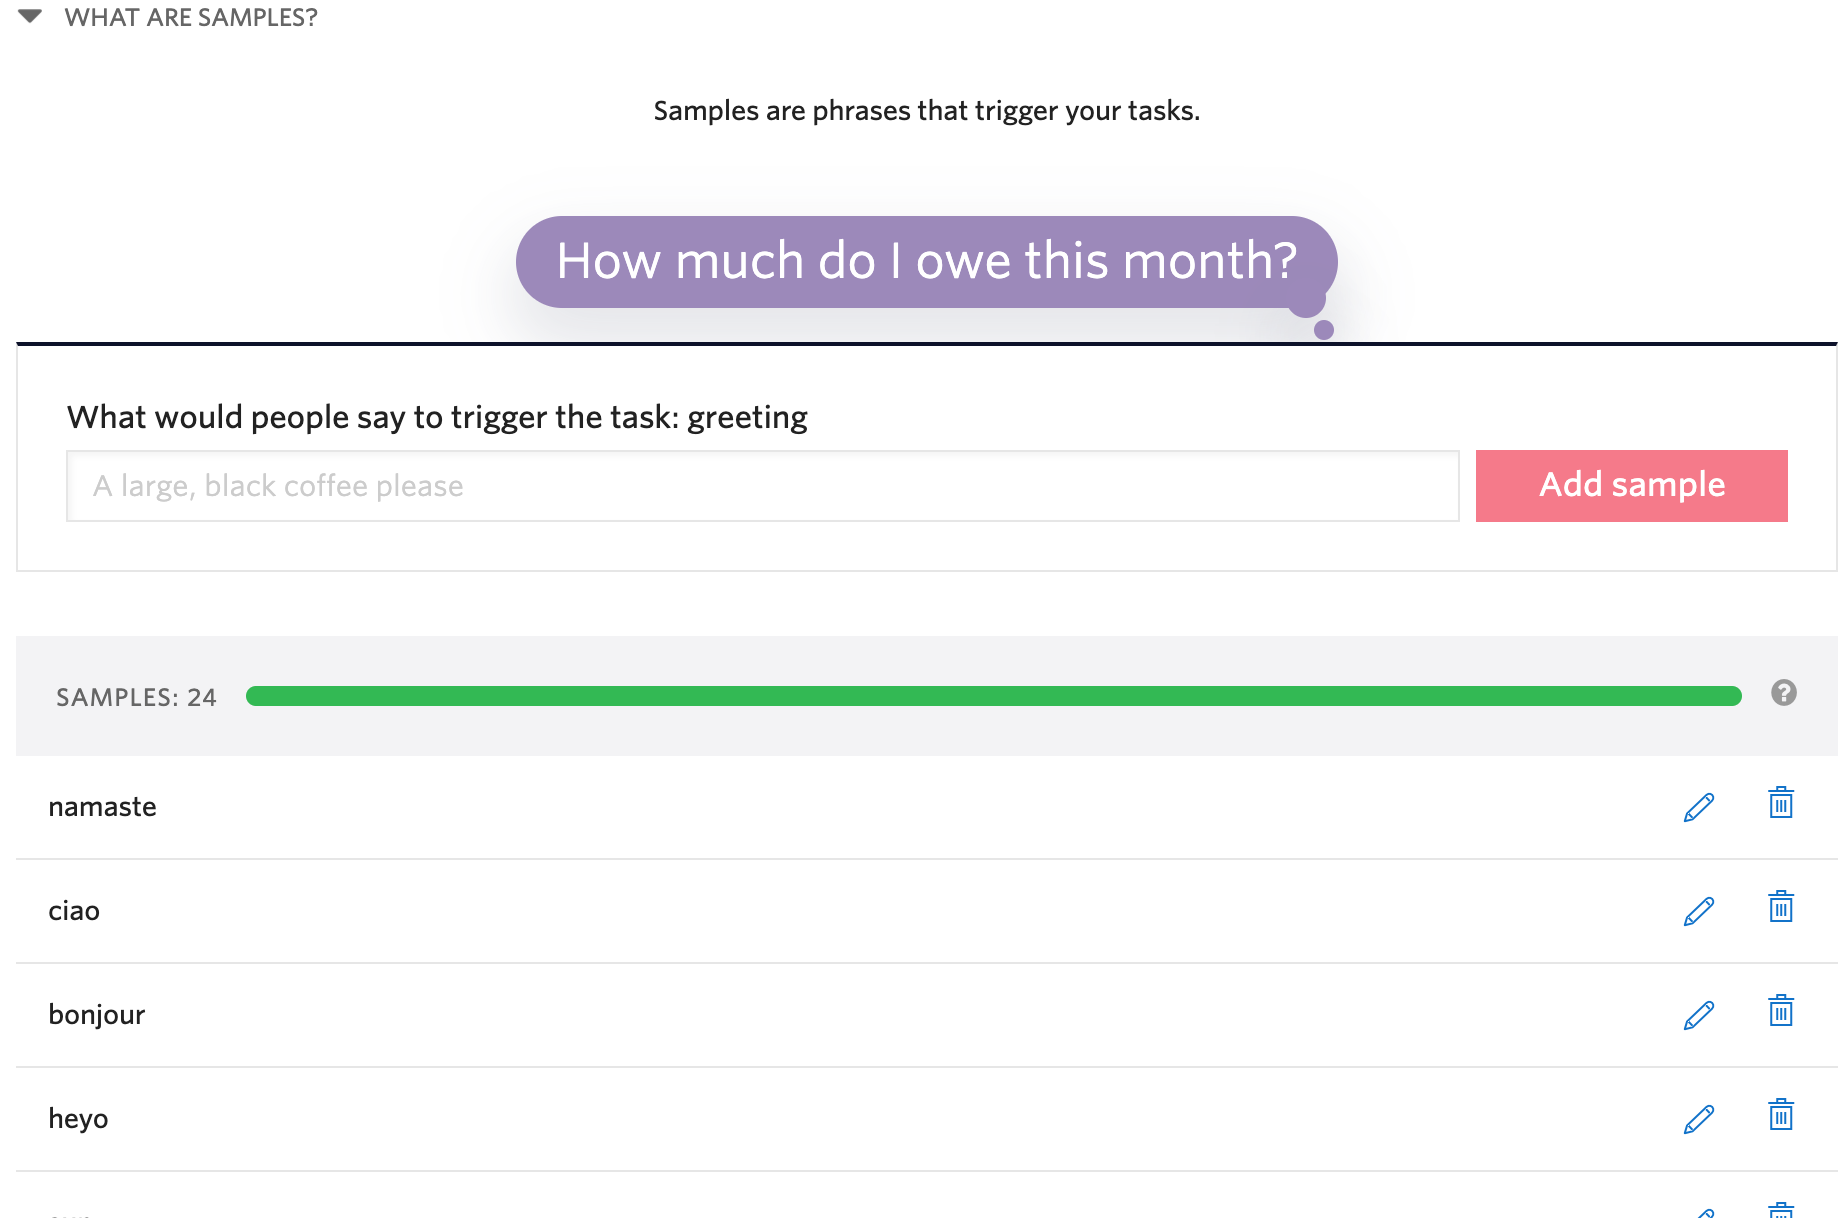 WHAT ARE SAMPLES?
Samples are phrases that trigger your tasks.
How much do I owe this month?
What would people say to trigger the task: greeting
A large, black coffee please
Add sample
SAMPLES: 24
?
namaste
ciao
bonjour
heyo